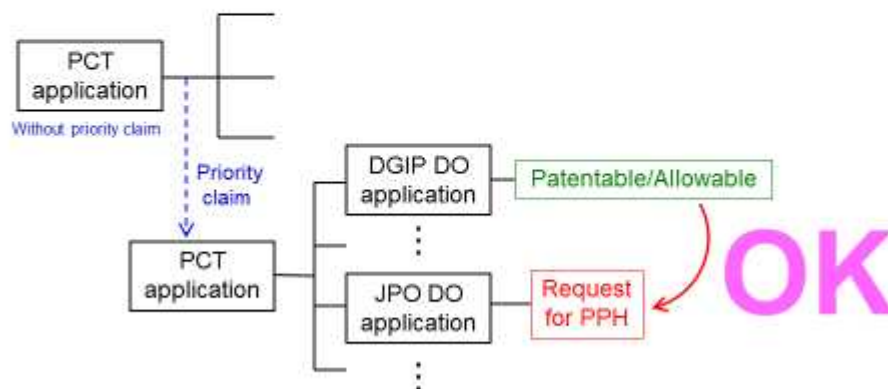 PCT
application
Without priority claim
Priority
claim
DGIP DO
application
Patentable/Allowable
OK
PCT
application
JPO DO
application
Request
for PPH